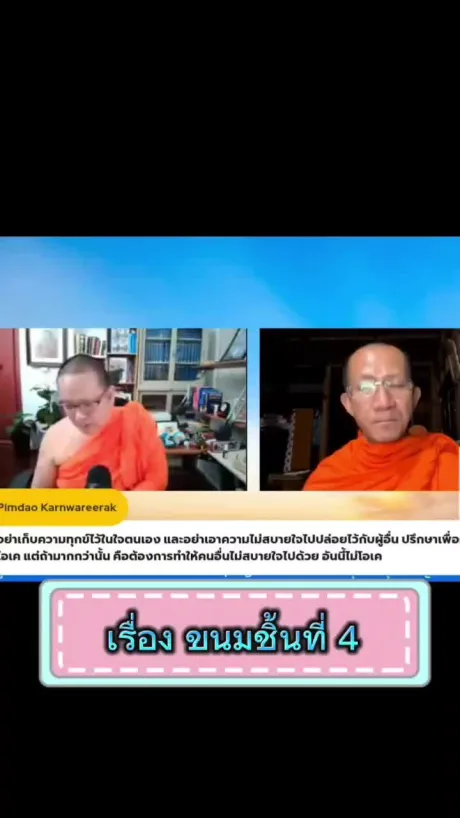 Pimdao Karnwareerak
อย่าเก็บความทุกข์ไว้ในใจตนเอง และอย่าเอาความไม่สบายใจไปปล่อยไว้กับผู้อื่น ปรึกษาเพื่อ
โอเค แต่ถ้ามากกว่านั้น คือต้องการทำให้คนอื่นไม่สบายใจไปด้วย อันนี้ไม่โอเค
เรื่อง ขนมชิ้นที่ 4